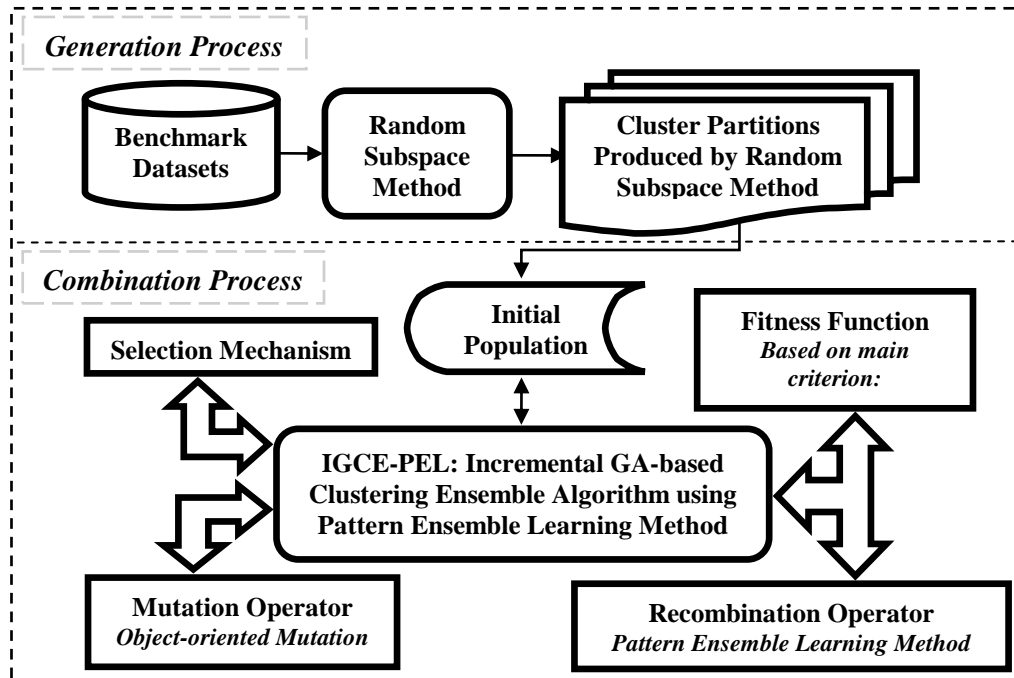 Generation Process
Benchmark
Datasets
Random
Subspace
Method
Cluster Partitions
Produced by Random
Subspace Method
Combination Process
Initial
Population
Selection Mechanism
Fitness Function
Based on main
criterion:
IGCE-PEL: Incremental GA-based
Clustering Ensemble Algorithm using
Pattern Ensemble Learning Method
Mutation Operator
Object-oriented Mutation
Recombination Operator
Pattern Ensemble Learning Method